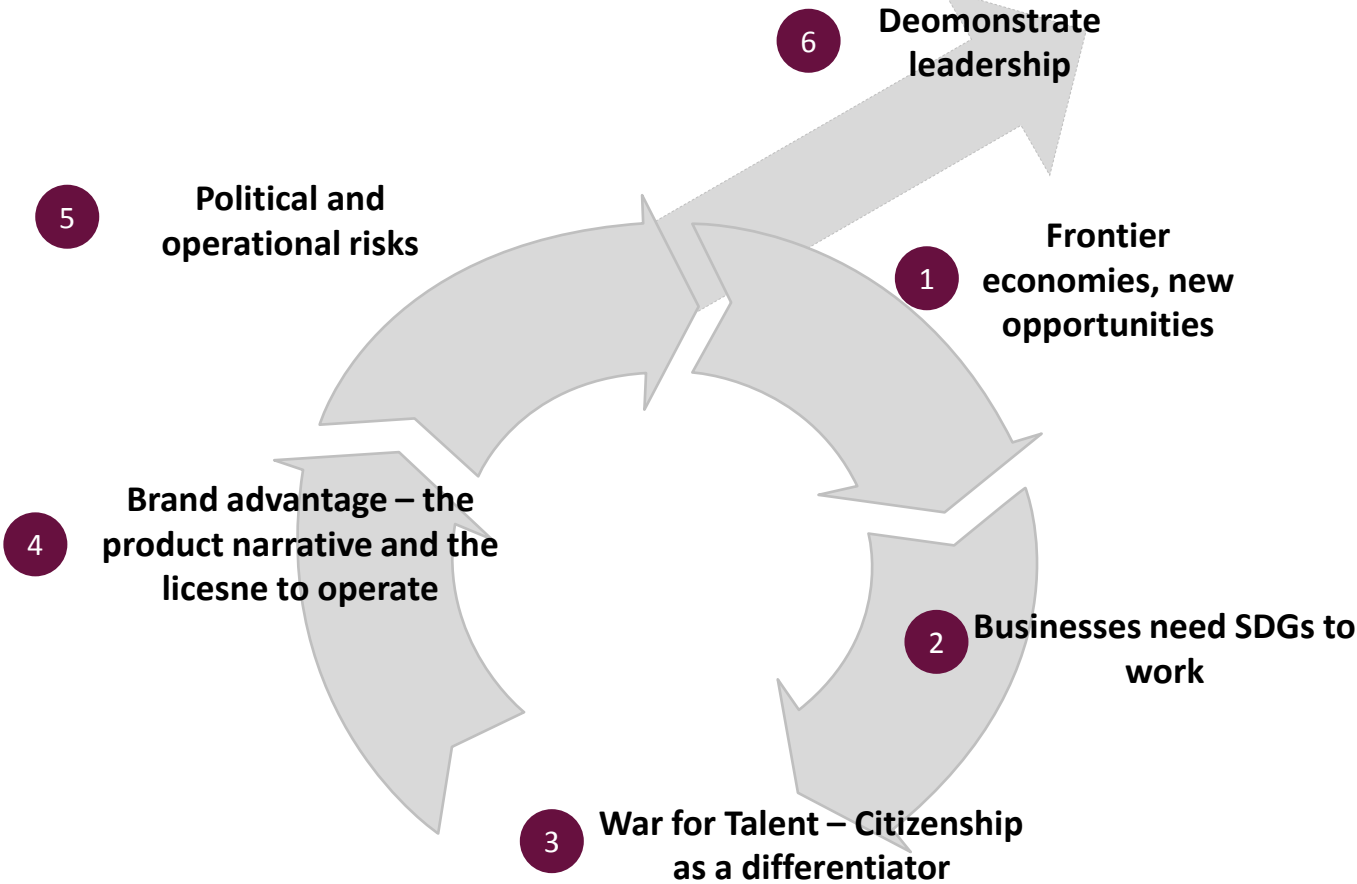 6
Deomonstrate
leadership
5
Political and
operational risks
1
Frontier
economies, new
opportunities
4
Brand advantage – the
product narrative and the
licesne to operate
2
Businesses need SDGs to
work
3
War for Talent – Citizenship
as a differentiator